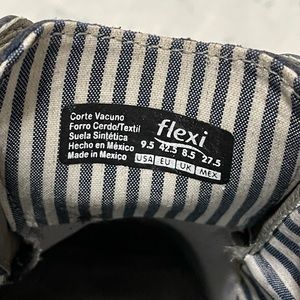 flexi
Corte Vacuno
Forro Cerdo/Textil
Suela Sintética
Hecho en México
Made in Mexico
9.5 42.5 8.5 27.5
USA EU UK MEX